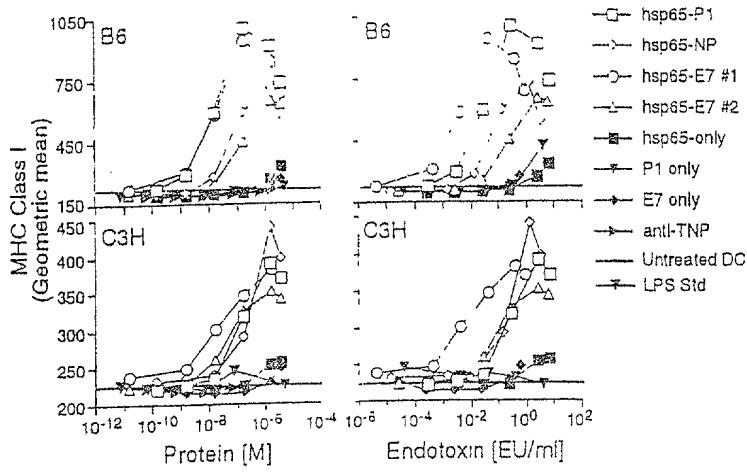 MHC Class I
(Geometric mean)
1050
750
450
150
B6
B6
400
450
350
300
250
200
C3H
C3H
10-12 10-10 10-8 10-6 10-4
10-6 10-4 10-2 100 102
Protein [M]
Endotoxin [EU/ml]
hsp65-P1
hsp65-NP
hsp65-E7 #1
hsp65-E7 #2
hsp65-only
P1 only
E7 only
anti-TNP
Untreated DC
LPS Std